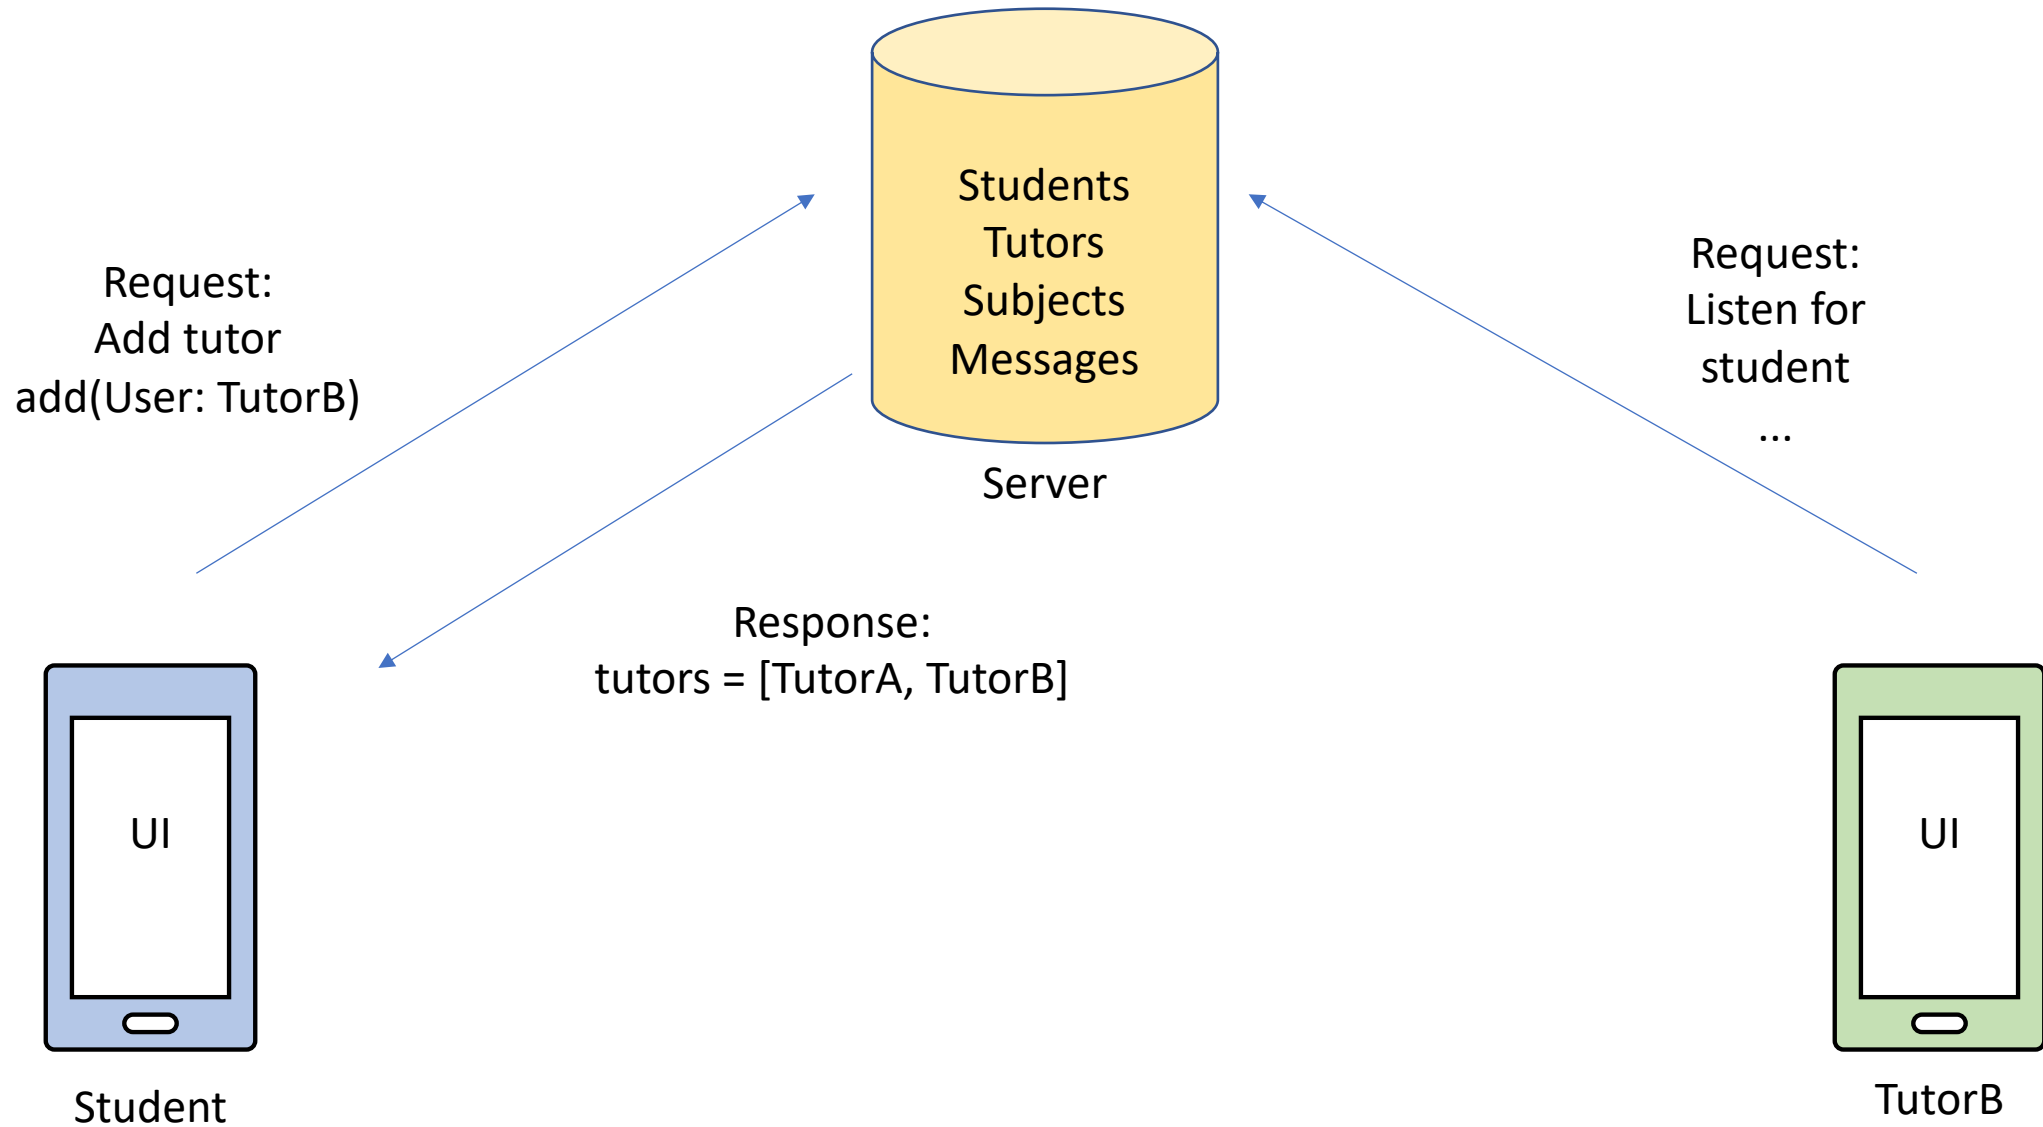 Students
Tutors
Subjects
Messages
Server
Request:
Add tutor
add(User: TutorB)
Request:
Listen for
student
...
Response:
tutors = [TutorA, TutorB]
UI
Student
UI
TutorB